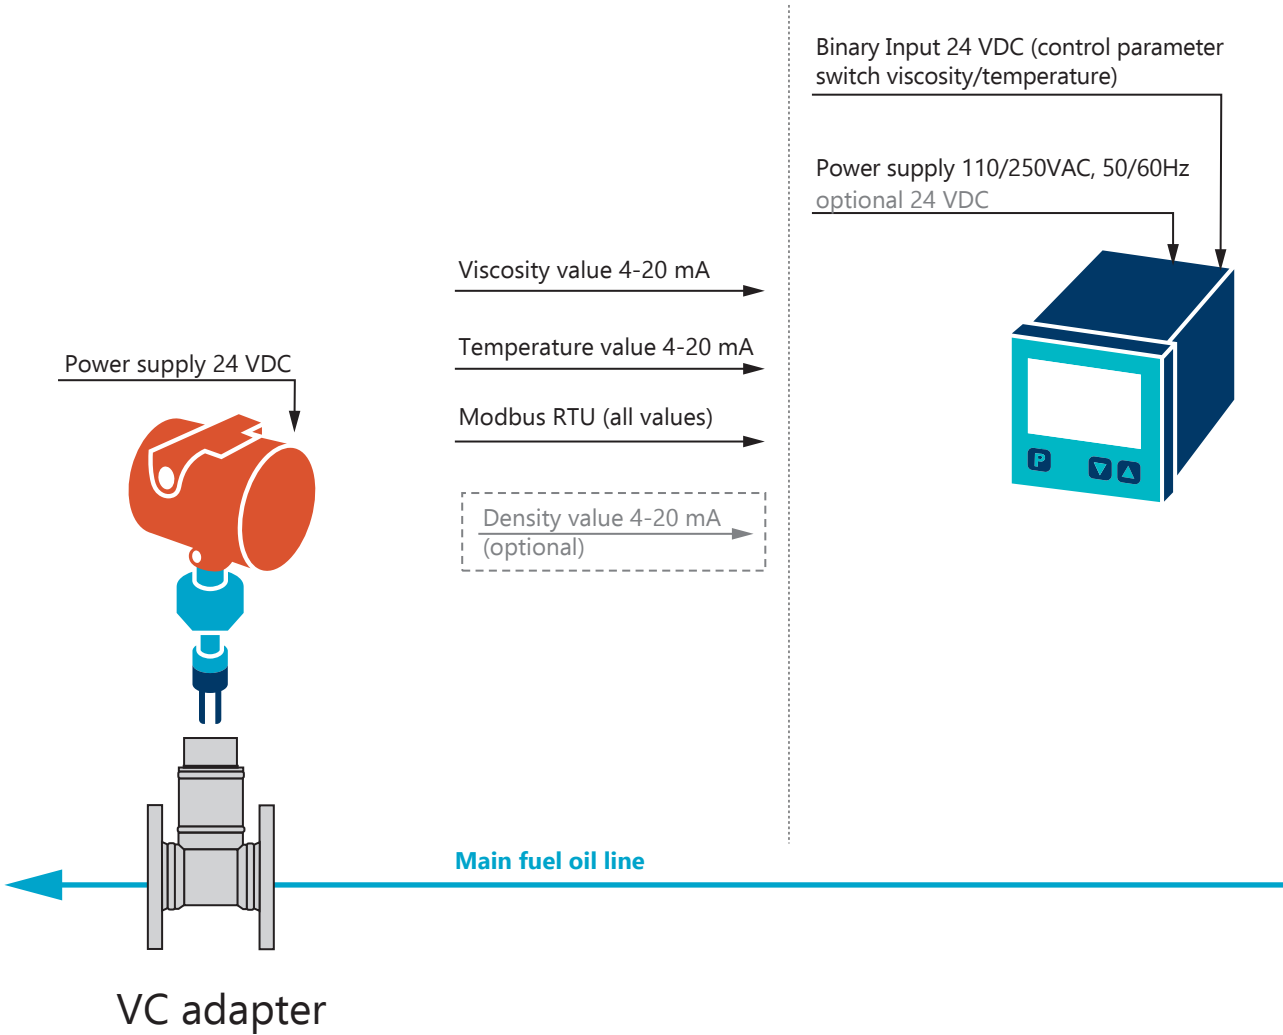 Binary Input 24 VDC (control parameter
switch viscosity/temperature)
Power supply 110/250VAC, 50/60Hz
optional 24 VDC
Viscosity value 4-20 mA
Temperature value 4-20 mA
Power supply 24 VDC
Modbus RTU (all values)
P
Density value 4-20 mA
(optional)
Main fuel oil line
VC adapter